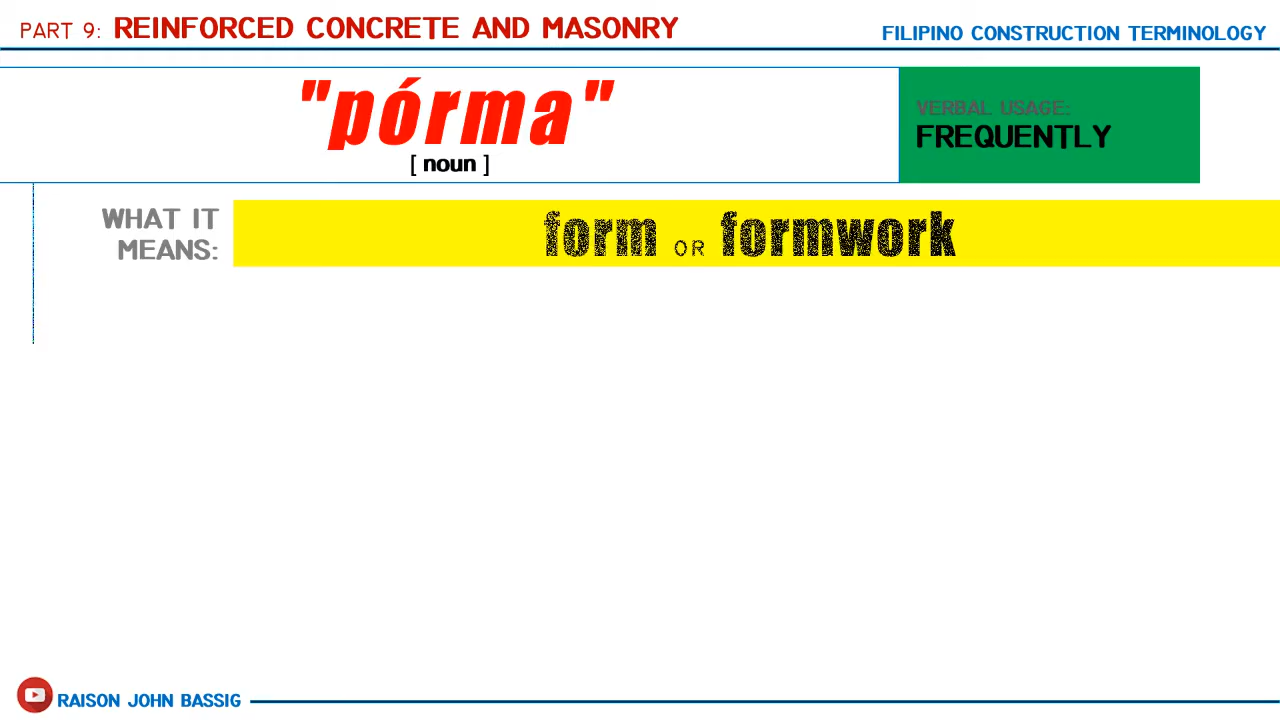 PART 9: REINFORCED CONCRETE AND MASONRY
FILIPINO CONSTRUCTION TERMINOLOGY
"pórma"
[ noun ]
VERBAL USAGE:
FREQUENTLY
WHAT IT
MEANS:
form OR formwork
RAISON JOHN BASSIG